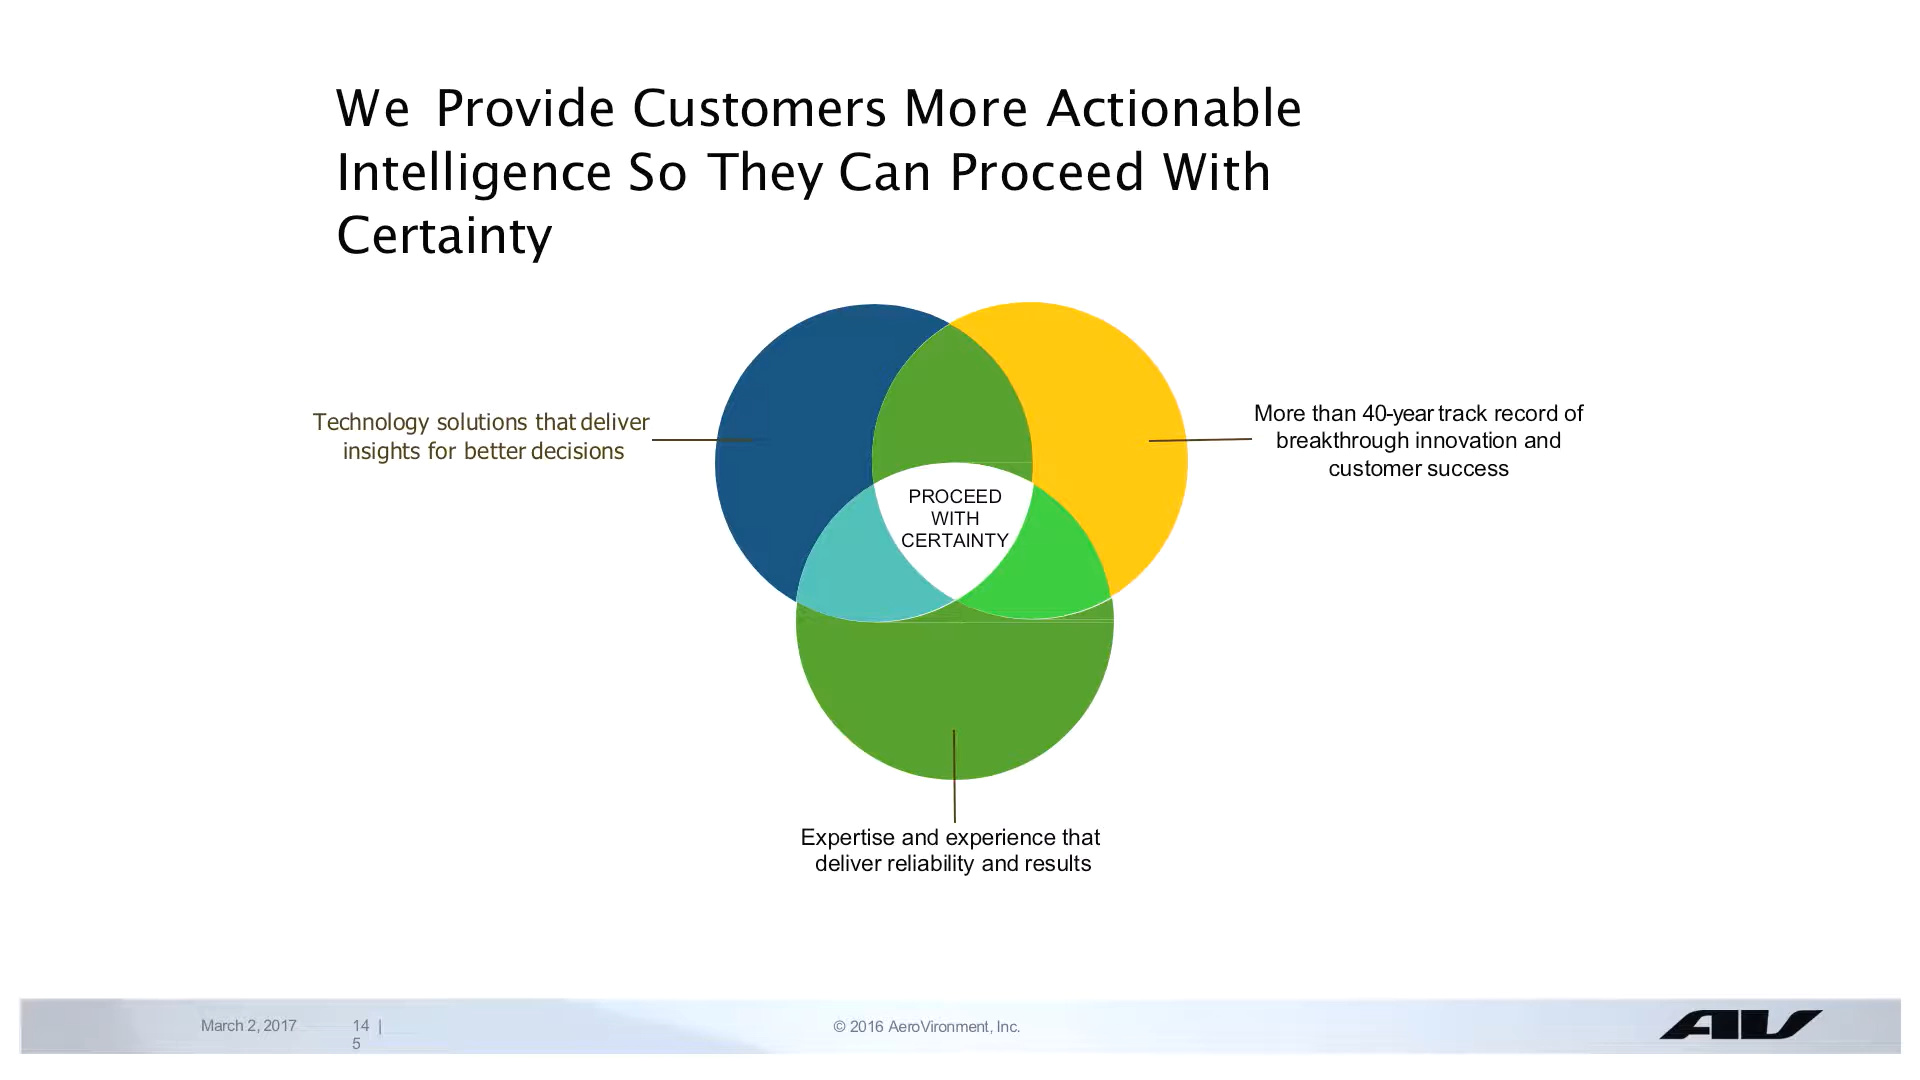 We Provide Customers More Actionable
Intelligence So They Can Proceed With
Certainty
Technology solutions that deliver
insights for better decisions
More than 40-year track record of
breakthrough innovation and
customer success
PROCEED
WITH
CERTAINTY
Expertise and experience that
deliver reliability and results
March 2, 2017
14 |
5
© 2016 AeroVironment, Inc.
AV